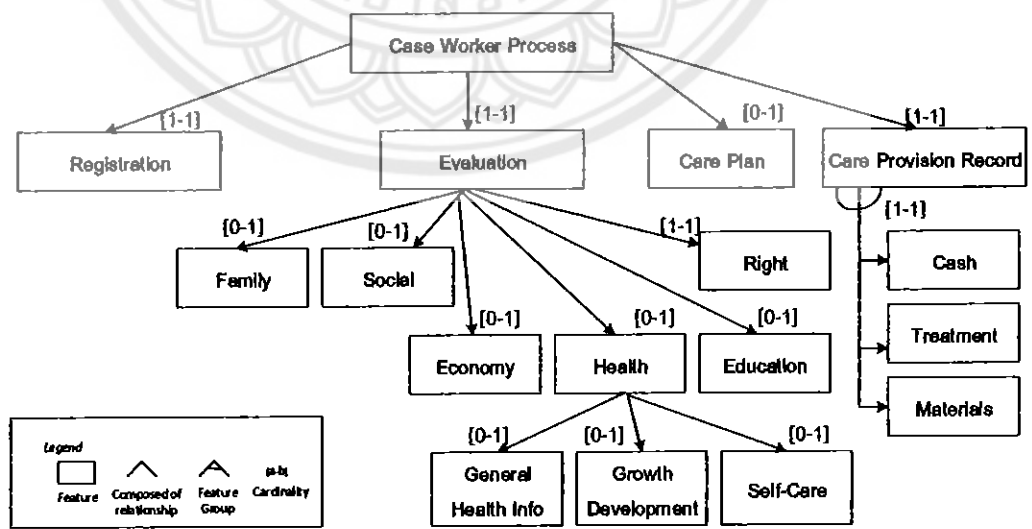 Case Worker Process
[1-1]
[1-1]
[0-1]
[1-1]
Registration
Evaluation
Care Plan
Care Provision Record
[0-1]
[0-1]
[1-1]
[1-1]
Family
Social
Right
Cash
[0-1]
[0-1]
[0-1]
Economy
Health
Education
Treatment
Materials
[0-1]
[0-1]
[0-1]
General
Health Info
Growth
Development
Self-Care
Legend
Feature
Composed of
relationship
Feature
Group
[a-b]
Cardinality